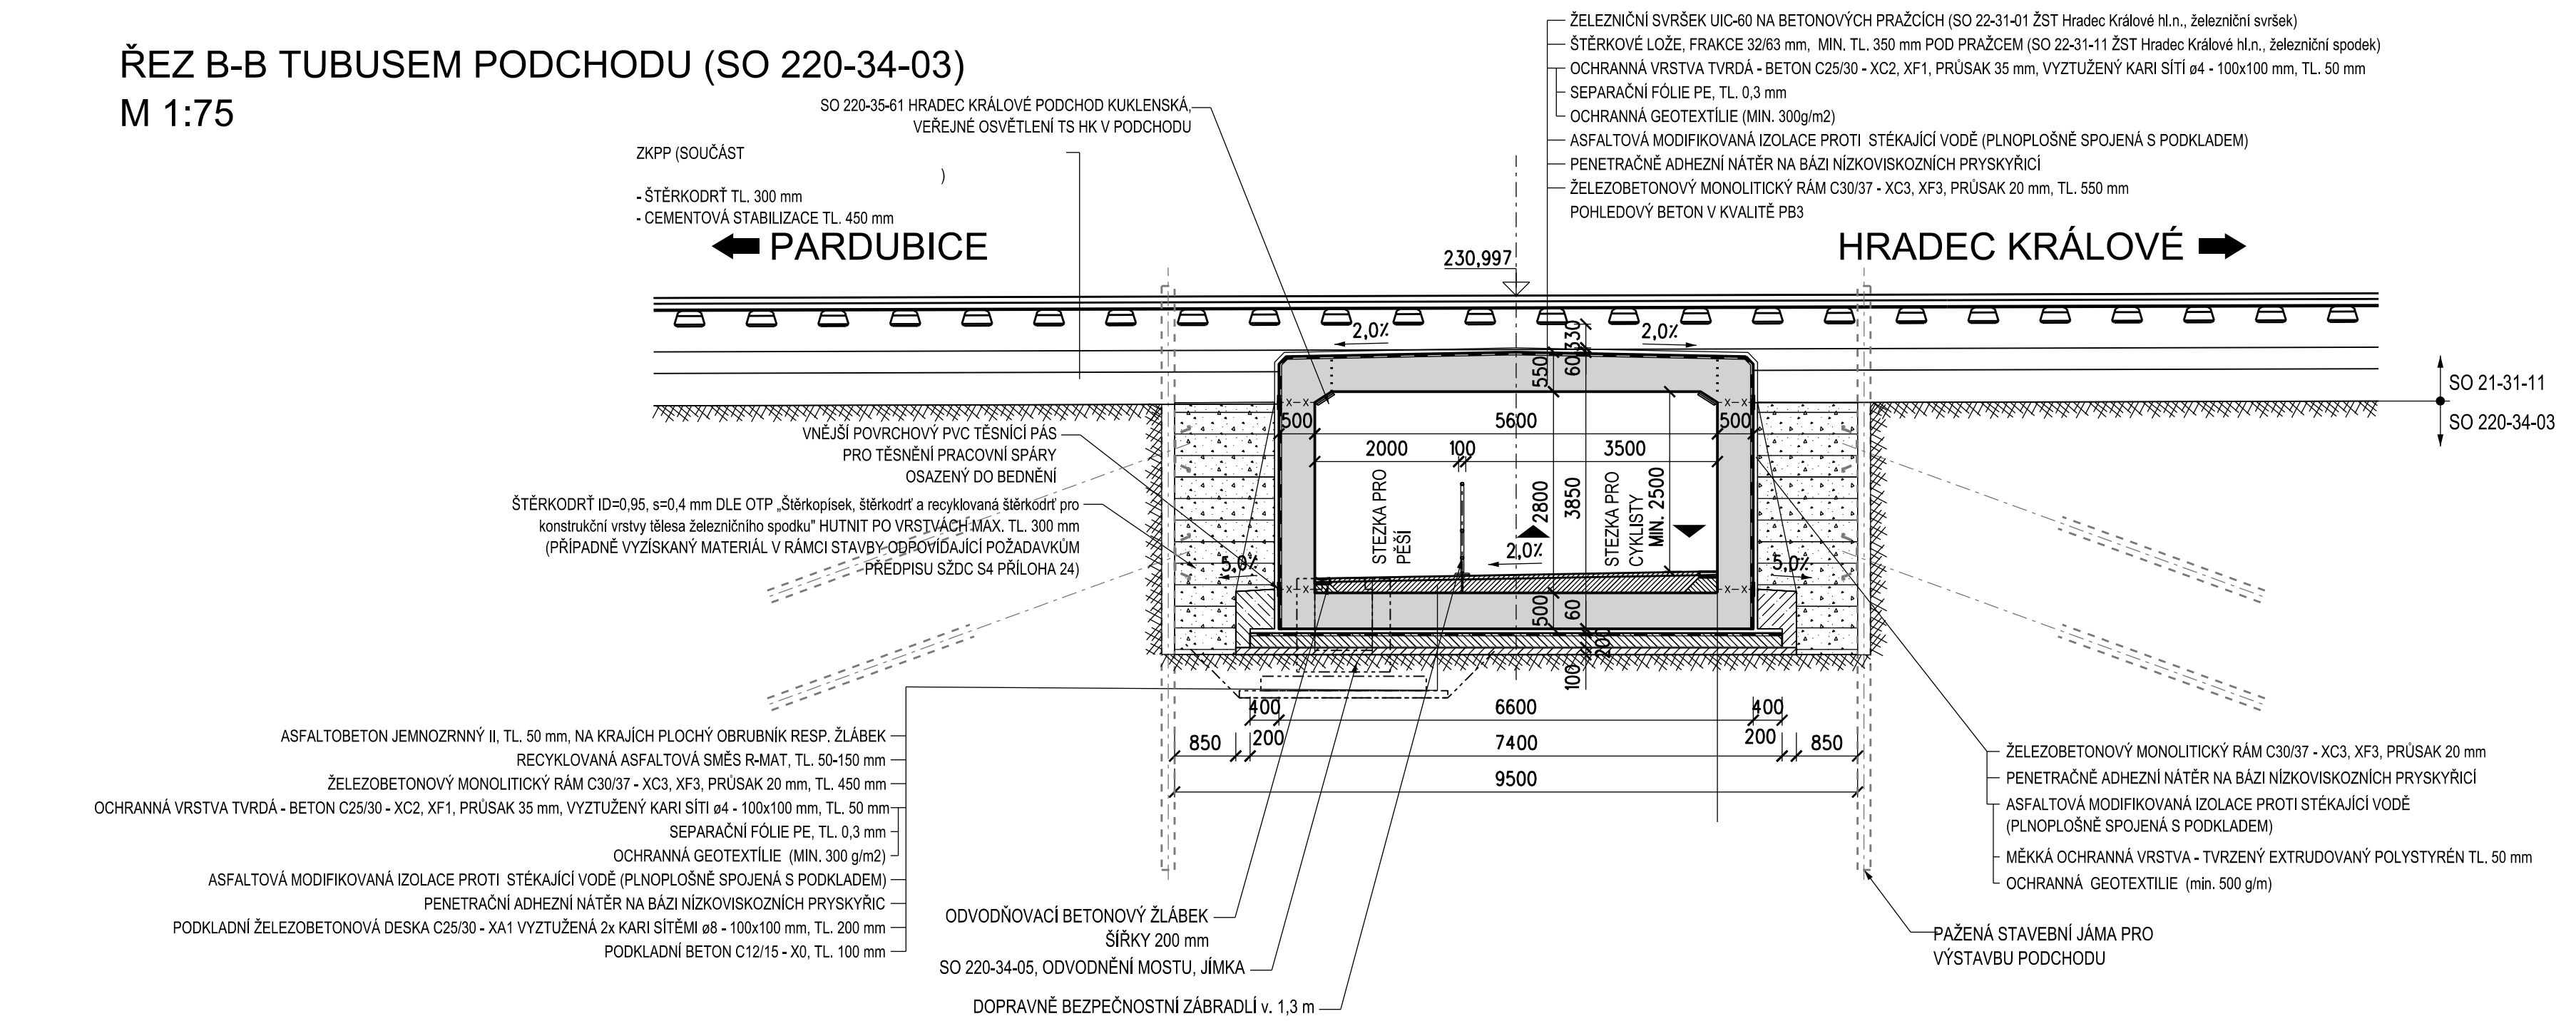 ŘEZ B-B TUBUSEM PODCHODU (SO 220-34-03)
M 1:75
SO 220-35-61 HRADEC KRÁLOVÉ PODCHOD KUKLENSKÁ,
VEŘEJNÉ OSVĚTLENÍ TS HK V PODCHODU
ZKPP (SOUČÁST
)
- ŠTĚRKODRŤ TL. 300 mm
- CEMENTOVÁ STABILIZACE TL. 450 mm
PARDUBICE
ŽELEZNIČNÍ SVRŠEK UIC-60 NA BETONOVÝCH PRAŽCÍCH (SO 22-31-01 ŽST Hradec Králové hl.n., železniční svršek)
ŠTĚRKOVÉ LOŽE, FRAKCE 32/63 mm, MIN. TL. 350 mm POD PRAŽCEM (SO 22-31-11 ŽST Hradec Králové hl.n., železniční spodek)
OCHRANNÁ VRSTVA TVRDÁ - BETON C25/30 - XC2, XF1, PRŮSAK 35 mm, VYZTUŽENÝ KARI SÍTÍ ø4 - 100x100 mm, TL. 50 mm
SEPARAČNÍ FÓLIE PE, TL. 0,3 mm
OCHRANNÁ GEOTEXTÍLIE (MIN. 300g/m2)
ASFALTOVÁ MODIFIKOVANÁ IZOLACE PROTI STÉKAJÍCÍ VODĚ (PLNOPLOŠNĚ SPOJENÁ S PODKLADEM)
PENETRAČNĚ ADHEZNÍ NÁTĚR NA BÁZI NÍZKOVISKOZNÍCH PRYSKYŘICÍ
ŽELEZOBETONOVÝ MONOLITICKÝ RÁM C30/37 - XC3, XF3, PRŮSAK 20 mm, TL. 550 mm
POHLEDOVÝ BETON V KVALITĚ PB3
HRADEC KRÁLOVÉ
230,997
2,0%
2,0%
330
60
550
SO 21-31-11
SO 220-34-03
500
5600
500
2000
100
3500
STEZKA PRO
PĚŠÍ
2800
3850
STEZKA PRO
CYKLISTY
MIN. 2500
2,0%
5,0%
5,0%
500
60
200
100
VNĚJŠÍ POVRCHOVÝ PVC TĚSNÍCÍ PÁS
PRO TĚSNĚNÍ PRACOVNÍ SPÁRY
OSAZENÝ DO BEDNĚNÍ
ŠTĚRKODRŤ ID=0,95, s=0,4 mm DLE OTP „Štěrkopísek, štěrkodrť a recyklovaná štěrkodrť pro
konstrukční vrstvy tělesa železničního spodku" HUTNIT PO VRSTVÁCH MAX. TL. 300 mm
(PŘÍPADNĚ VYZÍSKANÝ MATERIÁL V RÁMCI STAVBY ODPOVÍDAJÍCÍ POŽADAVKŮM
PŘEDPISU SŽDC S4 PŘÍLOHA 24)
400
6600
400
850
200
7400
200
850
9500
ASFALTOBETON JEMNOZRNNÝ II, TL. 50 mm, NA KRAJÍCH PLOCHÝ OBRUBNÍK RESP. ŽLÁBEK
RECYKLOVANÁ ASFALTOVÁ SMĚS R-MAT, TL. 50-150 mm
ŽELEZOBETONOVÝ MONOLITICKÝ RÁM C30/37 - XC3, XF3, PRŮSAK 20 mm, TL. 450 mm
OCHRANNÁ VRSTVA TVRDÁ - BETON C25/30 - XC2, XF1, PRŮSAK 35 mm, VYZTUŽENÝ KARI SÍTI ø4 - 100x100 mm, TL. 50 mm
SEPARAČNÍ FÓLIE PE, TL. 0,3 mm
OCHRANNÁ GEOTEXTÍLIE (MIN. 300 g/m2)
ASFALTOVÁ MODIFIKOVANÁ IZOLACE PROTI STÉKAJÍCÍ VODĚ (PLNOPLOŠNĚ SPOJENÁ S PODKLADEM)
PENETRAČNÍ ADHEZNÍ NÁTĚR NA BÁZI NÍZKOVISKOZNÍCH PRYSKYŘIC
PODKLADNÍ ŽELEZOBETONOVÁ DESKA C25/30 - XA1 VYZTUŽENÁ 2x KARI SÍTĚMI ø8 - 100x100 mm, TL. 200 mm
PODKLADNÍ BETON C12/15 - X0, TL. 100 mm
ODVODŇOVACÍ BETONOVÝ ŽLÁBEK
ŠÍŘKY 200 mm
SO 220-34-05, ODVODNĚNÍ MOSTU, JÍMKA
DOPRAVNĚ BEZPEČNOSTNÍ ZÁBRADLÍ v. 1,3 m
ŽELEZOBETONOVÝ MONOLITICKÝ RÁM C30/37 - XC3, XF3, PRŮSAK 20 mm
PENETRAČNĚ ADHEZNÍ NÁTĚR NA BÁZI NÍZKOVISKOZNÍCH PRYSKYŘICÍ
ASFALTOVÁ MODIFIKOVANÁ IZOLACE PROTI STÉKAJÍCÍ VODĚ
(PLNOPLOŠNĚ SPOJENÁ S PODKLADEM)
MĚKKÁ OCHRANNÁ VRSTVA - TVRZENÝ EXTRUDOVANÝ POLYSTYRÉN TL. 50 mm
OCHRANNÁ GEOTEXTILIE (min. 500 g/m)
PAŽENÁ STAVEBNÍ JÁMA PRO
VÝSTAVBU PODCHODU